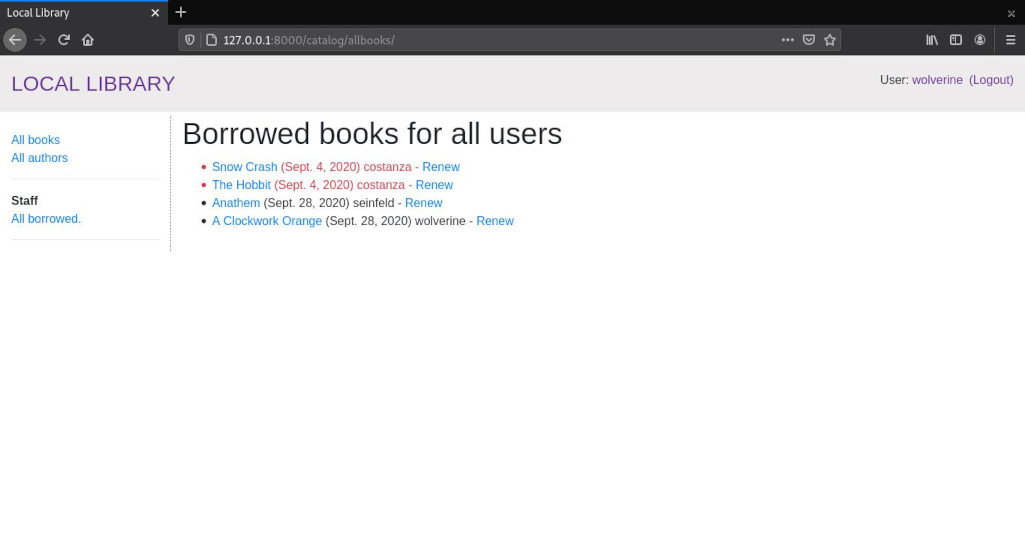 Local Library
127.0.0.1:8000/catalog/allbooks/
LOCAL LIBRARY
User: wolverine (Logout)
All books
All authors
Staff
All borrowed.
Borrowed books for all users
Snow Crash (Sept. 4, 2020) costanza - Renew
The Hobbit (Sept. 4, 2020) costanza - Renew
Anathem (Sept. 28, 2020) seinfeld - Renew
A Clockwork Orange (Sept. 28, 2020) wolverine - Renew